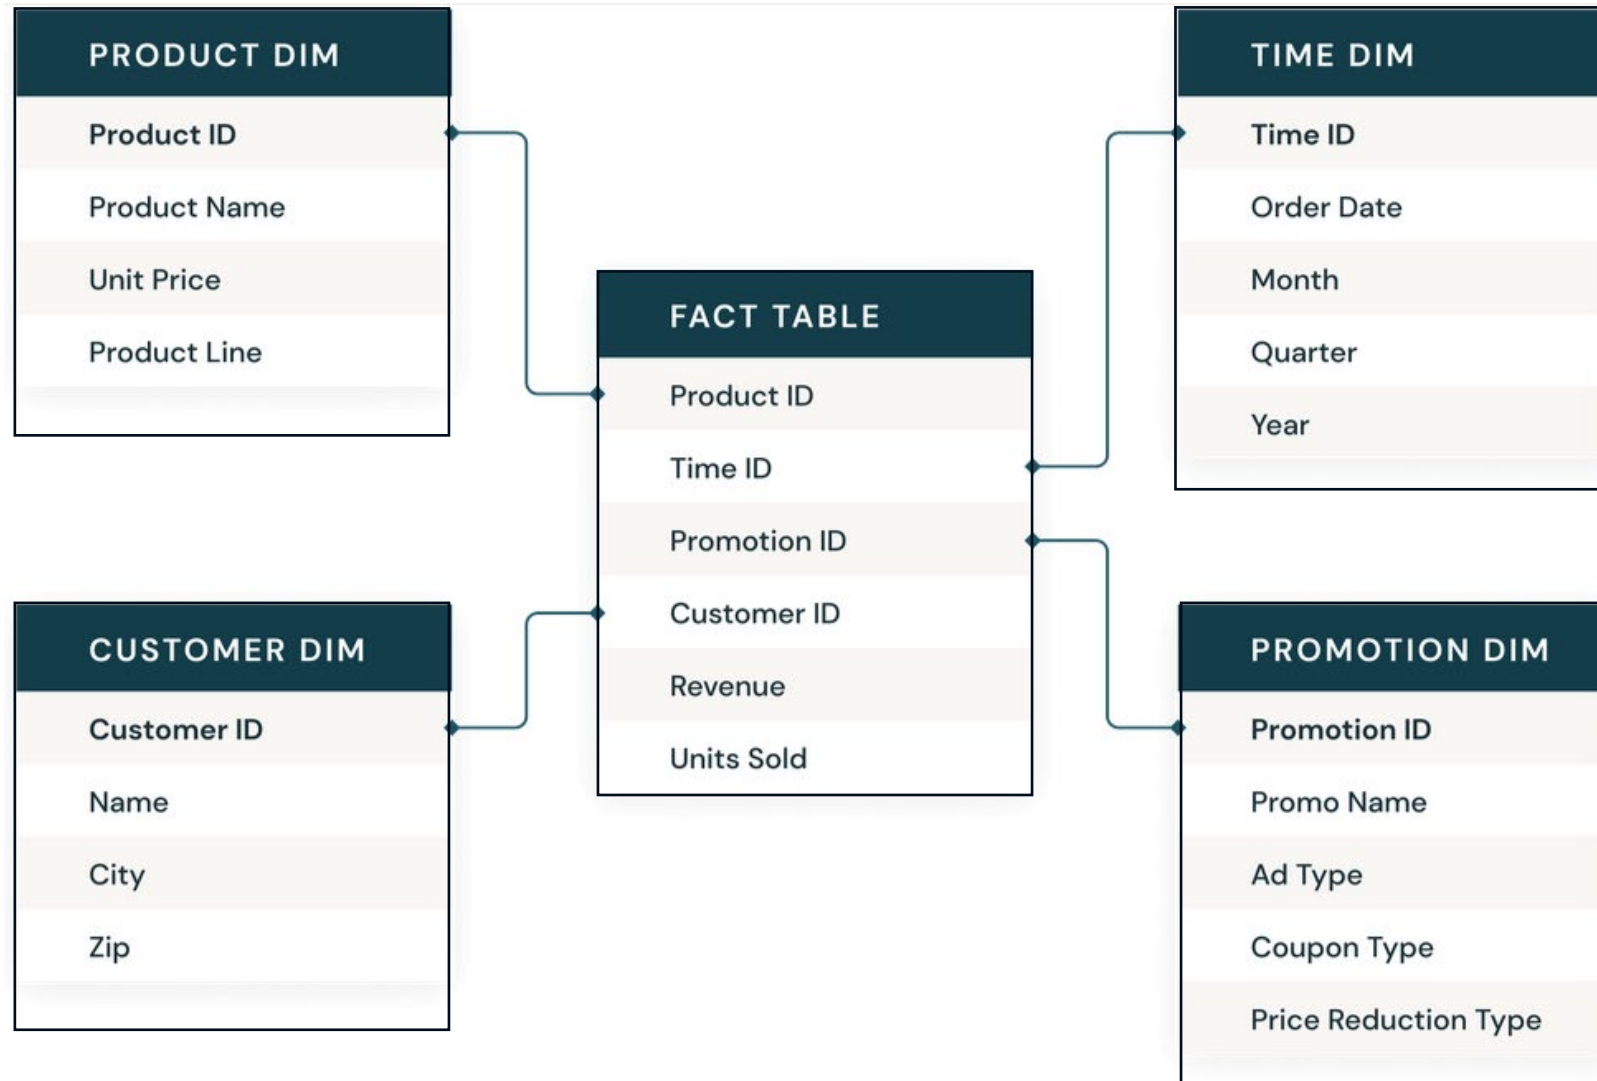 PRODUCT DIM
Product ID
Product Name
Unit Price
Product Line
TIME DIM
Time ID
Order Date
Month
Quarter
Year
FACT TABLE
Product ID
Time ID
Promotion ID
Customer ID
Revenue
Units Sold
CUSTOMER DIM
Customer ID
Name
City
Zip
PROMOTION DIM
Promotion ID
Promo Name
Ad Type
Coupon Type
Price Reduction Type